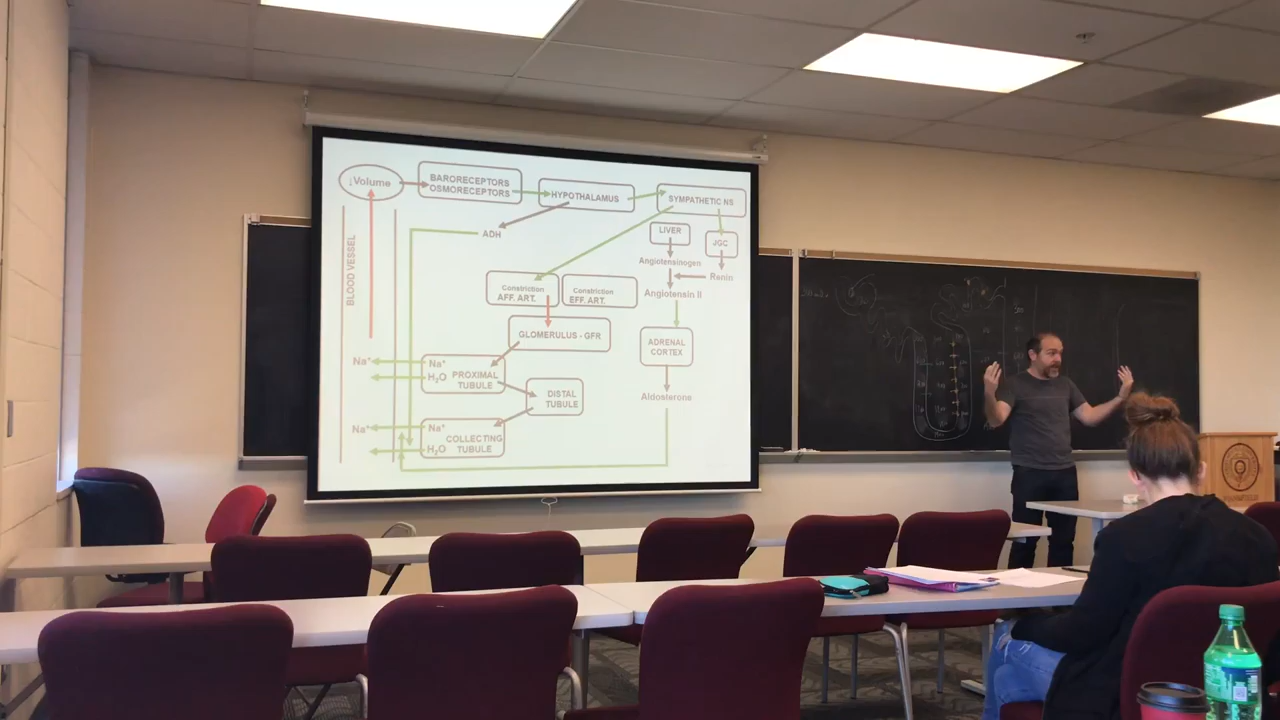 ↓Volume
BARORECEPTORS
OSMORECEPTORS
HYPOTHALAMUS
SYMPATHETIC NS
ADH
LIVER
JGC
Angiotensinogen
Renin
Angiotensin II
BLOOD VESSEL
Constriction
AFF. ART.
Constriction
EFF. ART.
GLOMERULUS - GFR
ADRENAL
CORTEX
Na⁺
Na⁺
H₂O
PROXIMAL
TUBULE
DISTAL
TUBULE
Aldosterone
Na⁺
Na⁺
H₂O
COLLECTING
TUBULE